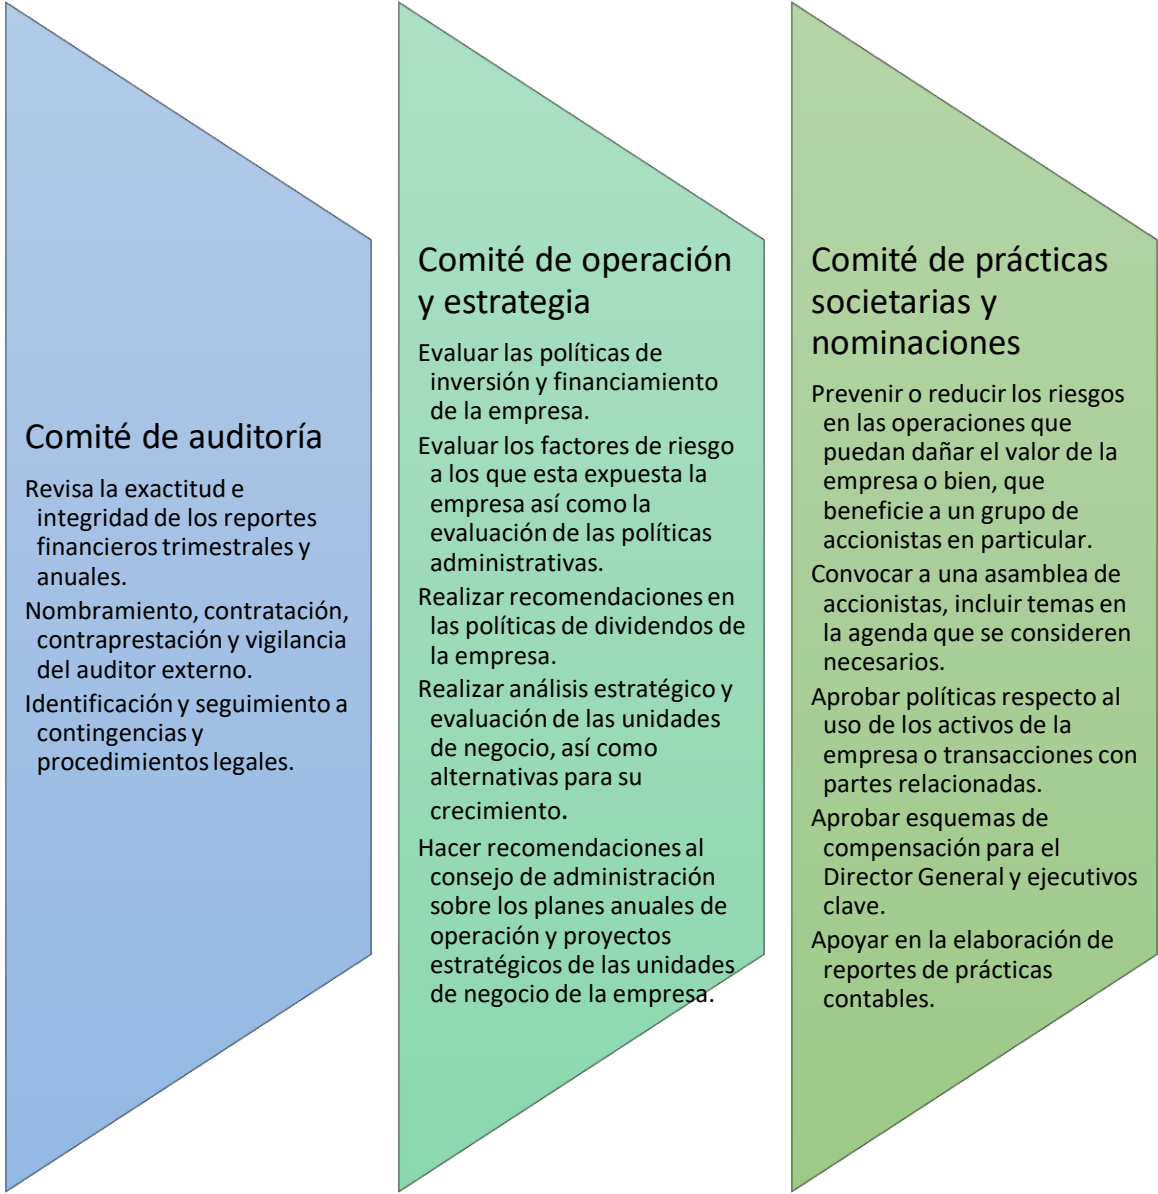 Comité de auditoría
Revisa la exactitud e
integridad de los reportes
financieros trimestrales y
anuales.
Nombramiento, contratación,
contraprestación y vigilancia
del auditor externo.
Identificación y seguimiento a
contingencias y
procedimientos legales.
Comité de operación
y estrategia
Evaluar las políticas de
inversión y financiamiento
de la empresa.
Evaluar los factores de riesgo
a los que esta expuesta la
empresa así como la
evaluación de las políticas
administrativas.
Realizar recomendaciones en
las políticas de dividendos de
la empresa.
Realizar análisis estratégico y
evaluación de las unidades
de negocio, así como
alternativas para su
crecimiento.
Hacer recomendaciones al
consejo de administración
sobre los planes anuales de
operación y proyectos
estratégicos de las unidades
de negocio de la empresa.
Comité de prácticas
societarias y
nominaciones
Prevenir o reducir los riesgos
en las operaciones que
puedan dañar el valor de la
empresa o bien, que
beneficie a un grupo de
accionistas en particular.
Convocar a una asamblea de
accionistas, incluir temas en
la agenda que se consideren
necesarios.
Aprobar políticas respecto al
uso de los activos de la
empresa o transacciones con
partes relacionadas.
Aprobar esquemas de
compensación para el
Director General y ejecutivos
clave.
Apoyar en la elaboración de
reportes de prácticas
contables.